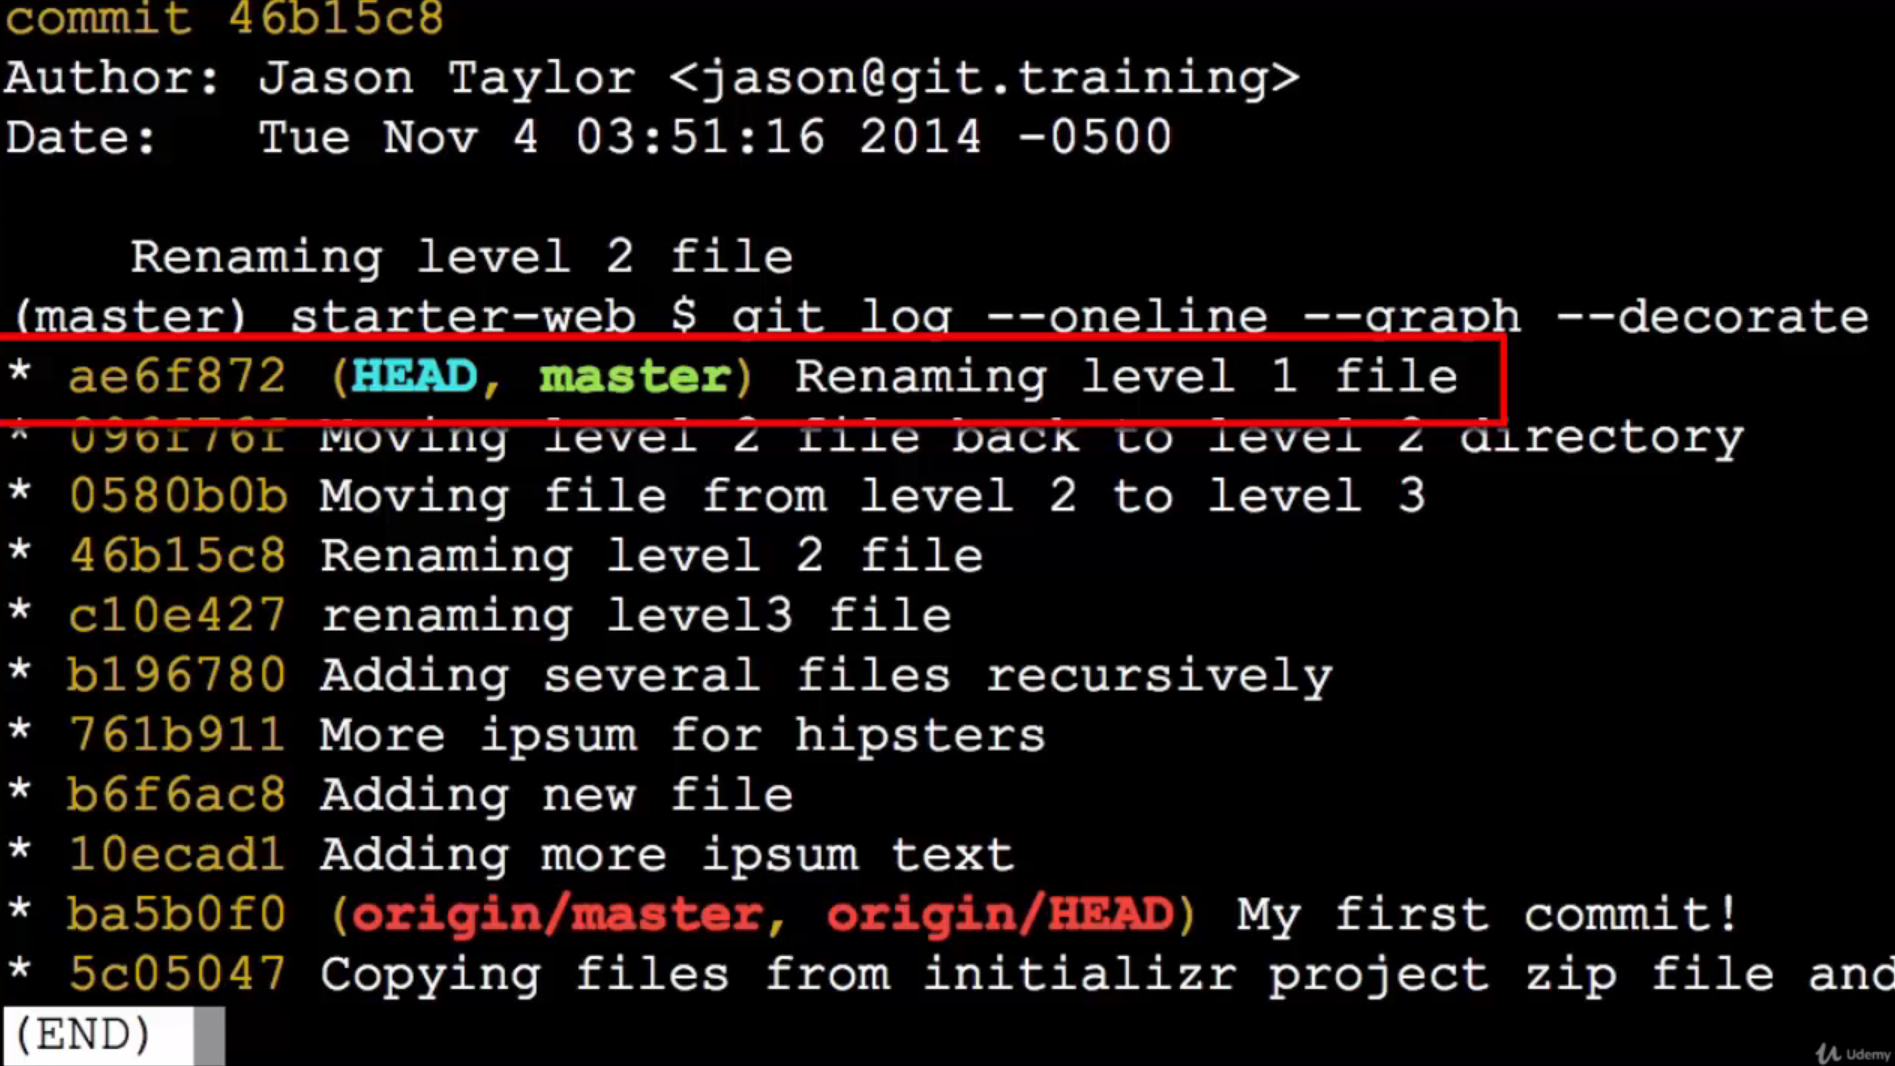 commit 46b15c8
Author: Jason Taylor <jason@git.training>
Date:   Tue Nov 4 03:51:16 2014 -0500
    Renaming level 2 file
(master) starter-web $ git log --oneline --graph --decorate
* ae6f872 (HEAD, master) Renaming level 1 file
* 096f76f Moving level 2 file back to level 2 directory
* 0580b0b Moving file from level 2 to level 3
* 46b15c8 Renaming level 2 file
* c10e427 renaming level3 file
* b196780 Adding several files recursively
* 761b911 More ipsum for hipsters
* b6f6ac8 Adding new file
* 10ecad1 Adding more ipsum text
* ba5b0f0 (origin/master, origin/HEAD) My first commit!
* 5c05047 Copying files from initializr project zip file and
(END)
Udemy